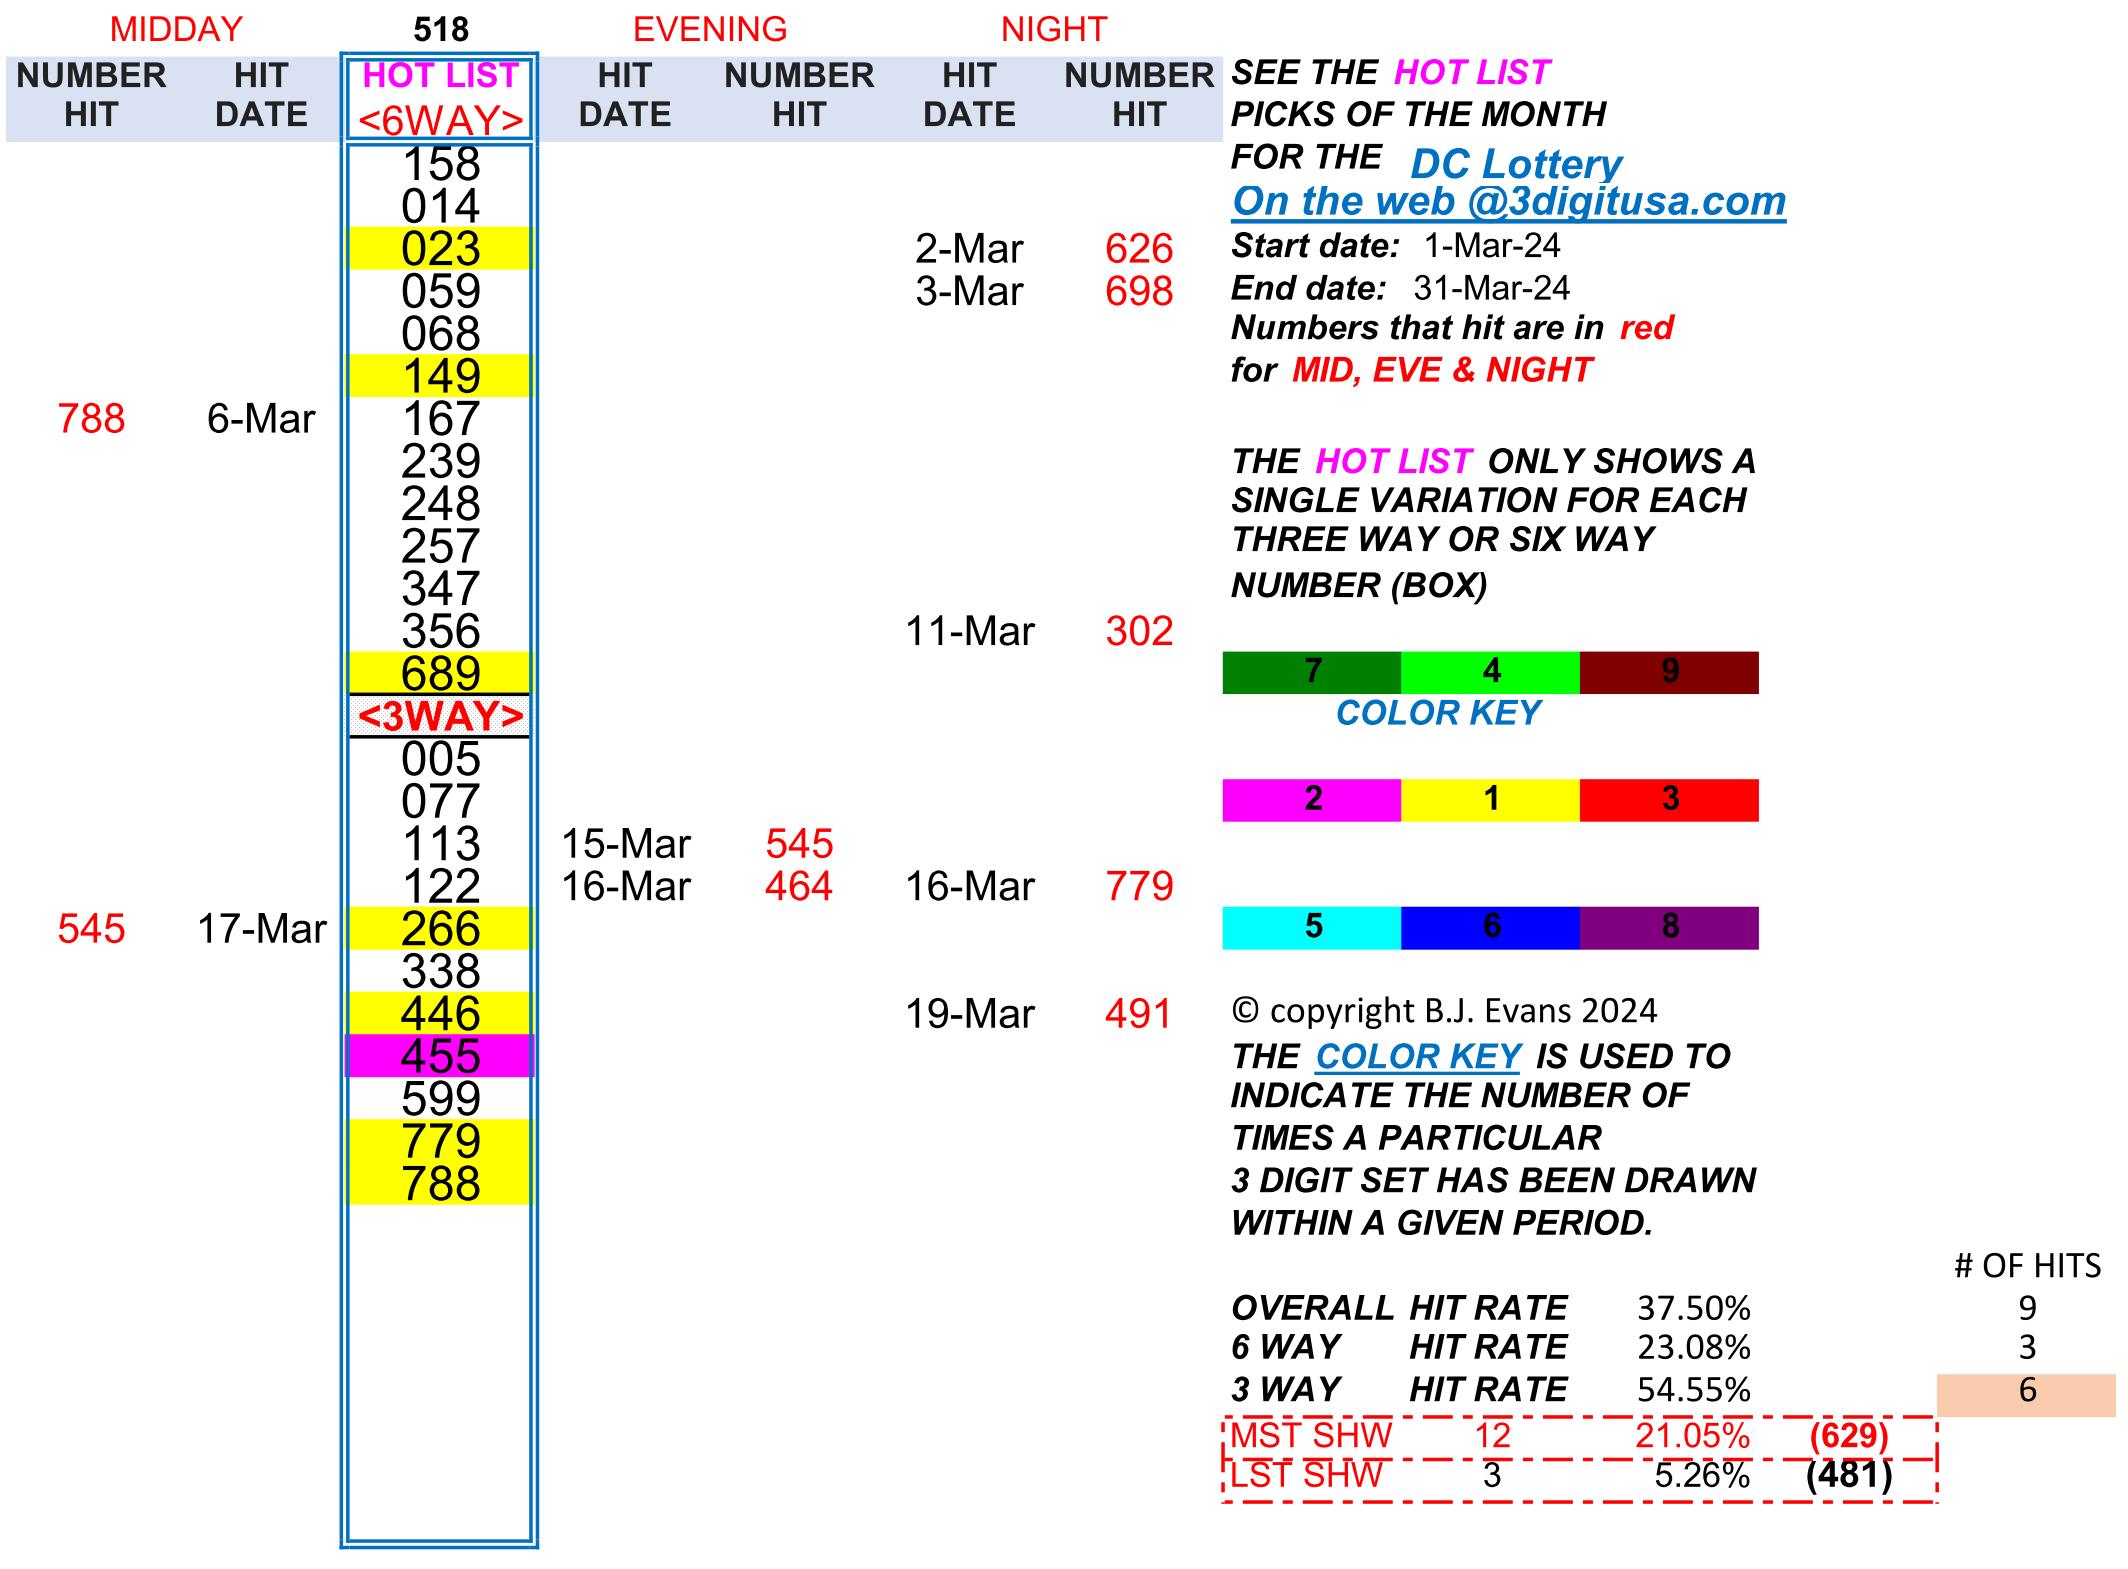 MIDDAY 518 EVENING NIGHT
NUMBER HIT HOT LIST HIT NUMBER HIT NUMBER SEE THE HOT LIST
HIT DATE <6WAY> DATE HIT DATE HIT PICKS OF THE MONTH
158 FOR THE DC Lottery
014 On the web @3digitusa.com
023 2-Mar 626 Start date: 1-Mar-24
059 3-Mar 698 End date: 31-Mar-24
068 Numbers that hit are in red
149 for MID, EVE & NIGHT
788 6-Mar 167
239 THE HOT LIST ONLY SHOWS A
248 SINGLE VARIATION FOR EACH
257 THREE WAY OR SIX WAY
347 NUMBER (BOX)
356 11-Mar 302
689 7 4 9
<3WAY> COLOR KEY
005
077 2 1 3
113 15-Mar 545
122 16-Mar 464 16-Mar 779
545 17-Mar 266 5 6 8
338
446 19-Mar 491 © copyright B.J. Evans 2024
455 THE COLOR KEY IS USED TO
599 INDICATE THE NUMBER OF
779 TIMES A PARTICULAR
788 3 DIGIT SET HAS BEEN DRAWN
WITHIN A GIVEN PERIOD.
# OF HITS
OVERALL HIT RATE 37.50% 9
6 WAY HIT RATE 23.08% 3
3 WAY HIT RATE 54.55% 6
MST SHW 12 21.05% (629)
LST SHW 3 5.26% (481)